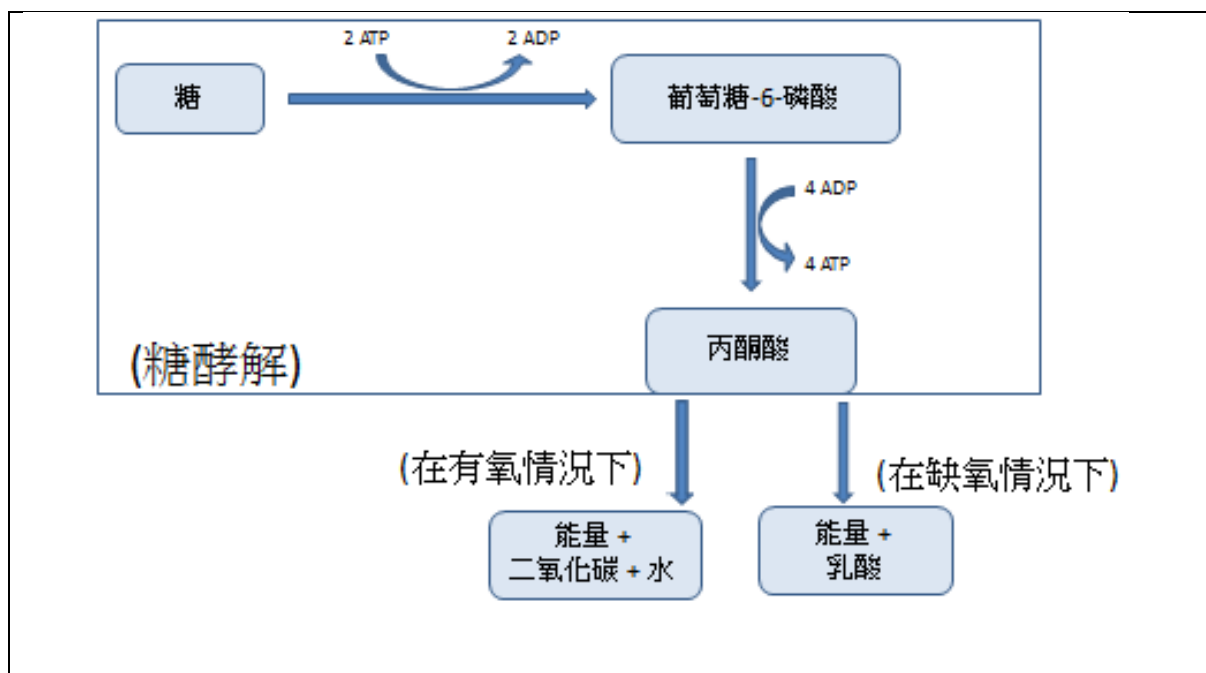 2 ATP
2 ADP
糖
葡萄糖-6-磷酸
4 ADP
4 ATP
丙酮酸
(糖酵解)
(在有氧情況下)
(在缺氧情況下)
能量 +
二氧化碳 + 水
能量 +
乳酸